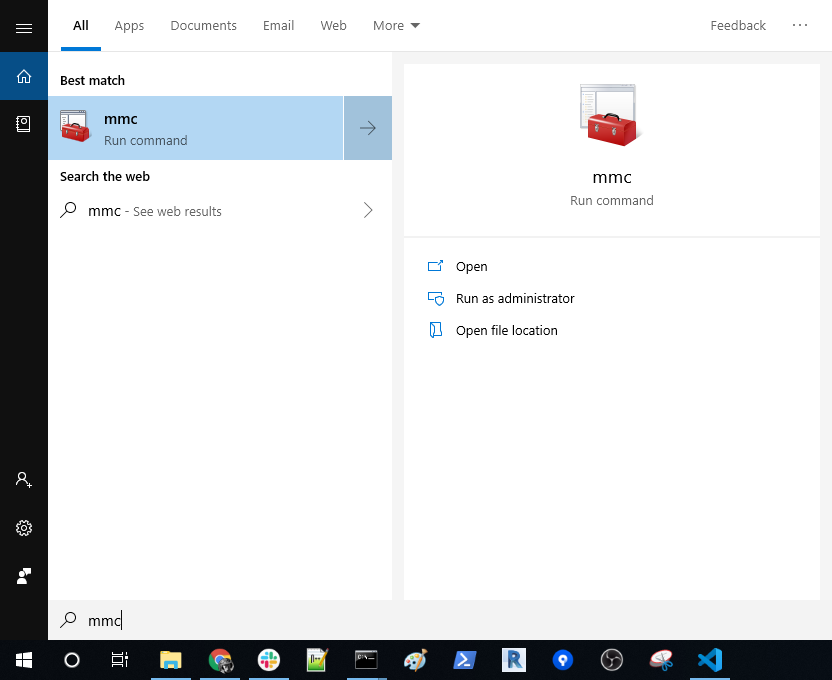 All Apps Documents Email Web More Feedback ...
Best match
mmc
Run command
Search the web
mmc - See web results
mmc
Run command
Open
Run as administrator
Open file location
mmc